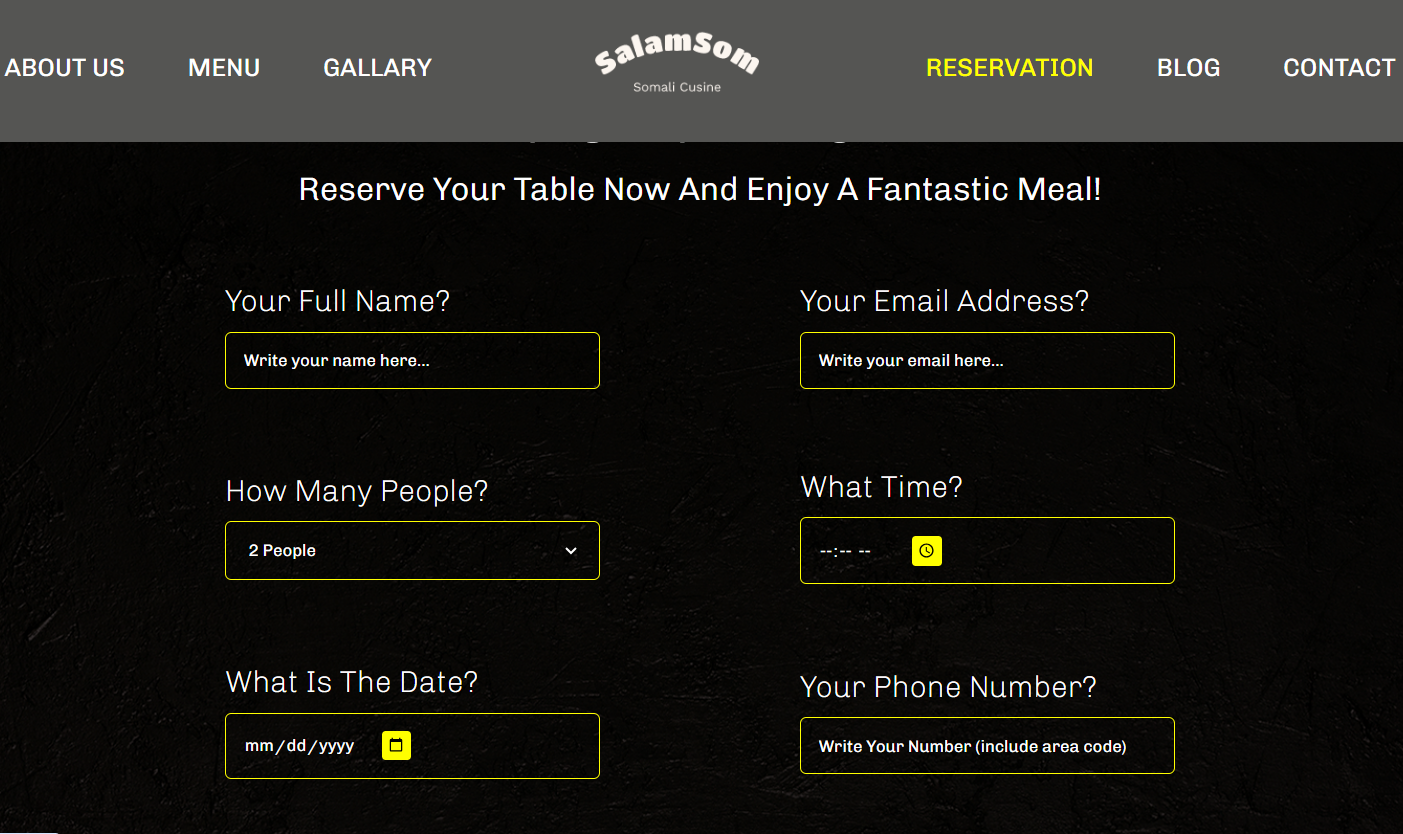 ABOUT US MENU GALLARY SalamSom RESERVATION BLOG CONTACT
Somali Cusine
Reserve Your Table Now And Enjoy A Fantastic Meal!
Your Full Name? Your Email Address?
Write your name here... Write your email here...
How Many People? What Time?
2 People --:-- --
What Is The Date? Your Phone Number?
mm/dd/yyyy Write Your Number (include area code)